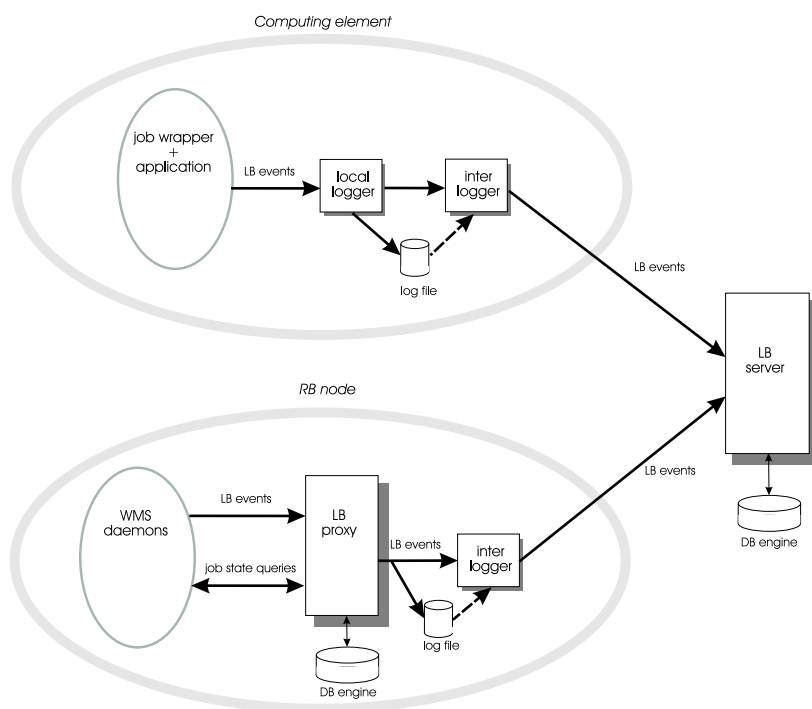 Computing element
job wrapper
+
application
LB events
local
logger
inter
logger
log file
LB events
LB
server
DB engine
RB node
WMS
daemons
LB events
job state queries
LB
proxy
DB engine
LB events
inter
logger
log file
LB events